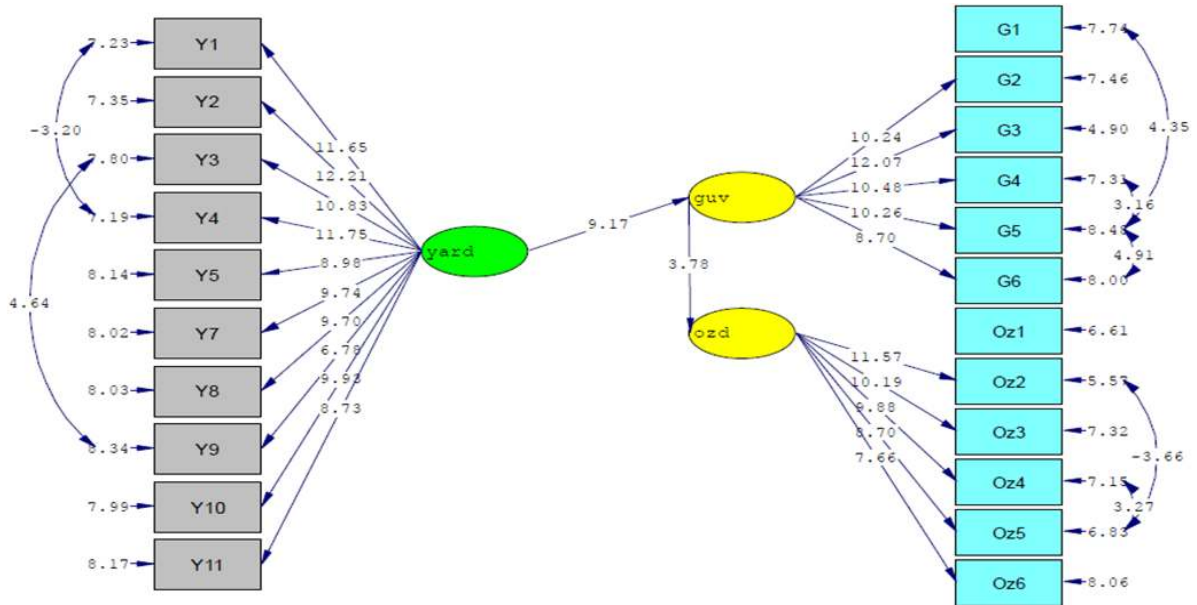 7.23 Y1
7.35 Y2
-3.20
7.80 Y3
7.19 Y4
8.14 Y5
4.64
8.02 Y7
8.03 Y8
8.34 Y9
7.99 Y10
8.17 Y11
11.65
12.21
10.83
11.75
8.98
9.74
9.70
6.78
9.93
8.73
yard
9.17
guv
3.78
ozd
10.24
12.07
10.48
10.26
8.70
11.57
10.19
9.88
8.70
7.66
G1 7.74
G2 7.46
G3 4.90
4.35
G4 7.31
3.16
G5 8.48
4.91
G6 8.00
Oz1 6.61
Oz2 5.57
Oz3 7.32
-3.66
Oz4 7.15
3.27
Oz5 6.83
Oz6 8.06